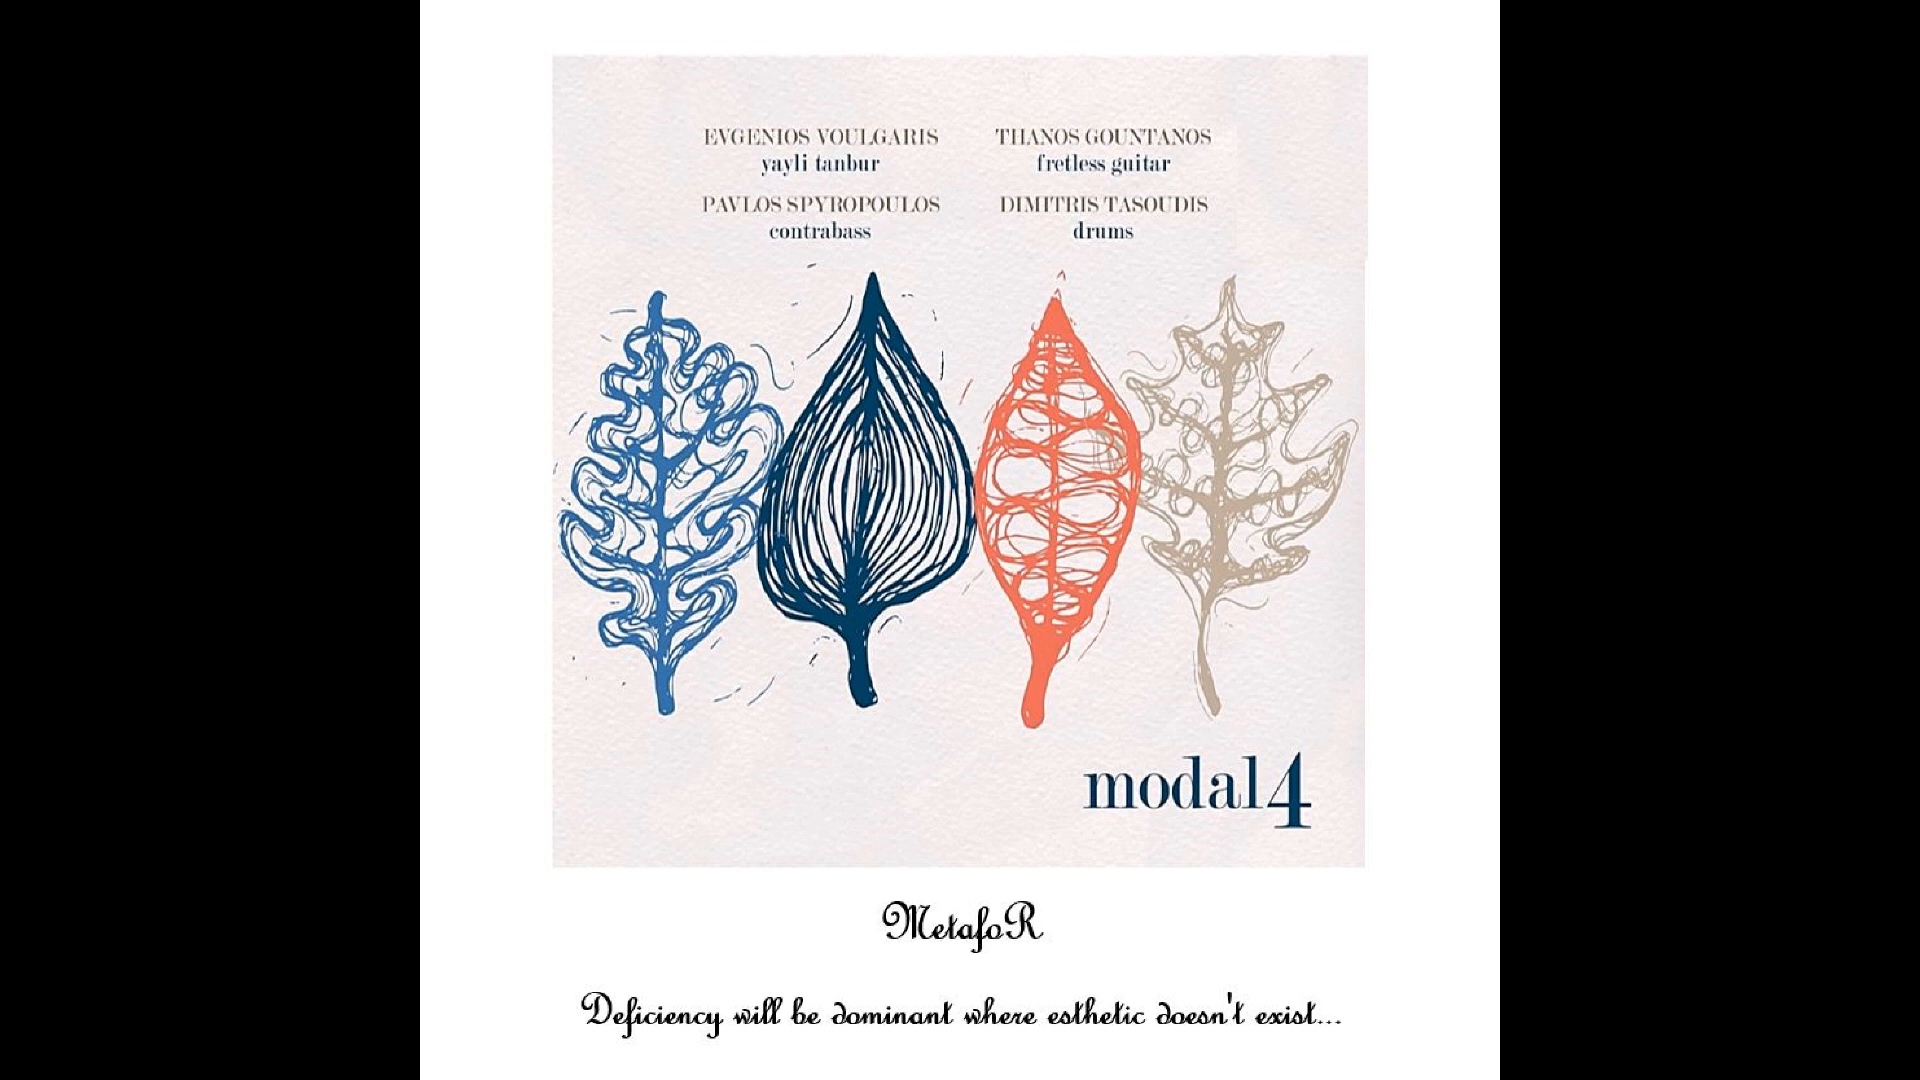 EVGENIOS VOULGARIS
yayli tanbur
PAVLOS SPYROPOULOS
contrabass
THANOS GOUNTANOS
fretless guitar
DIMITRIS TASOUDIS
drums
modal4
MetafoR
Deficiency will be dominant where esthetic doesn't exist...